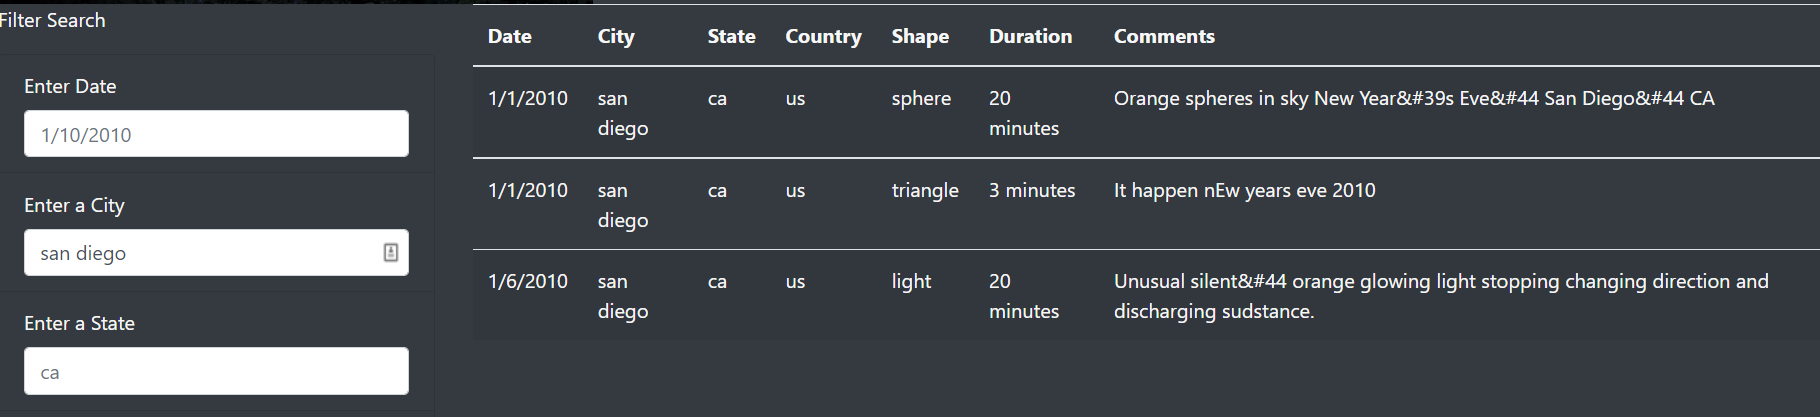 Filter Search
Enter Date
1/10/2010
Enter a City
san diego
Enter a State
ca
Date City State Country Shape Duration Comments
1/1/2010 san ca us sphere 20 Orange spheres in sky New Year&#39s Eve&#44 San Diego&#44 CA
diego minutes
1/1/2010 san ca us triangle 3 minutes It happen nEw years eve 2010
diego
1/6/2010 san ca us light 20 Unusual silent&#44 orange glowing light stopping changing direction and
diego minutes discharging sudstance.